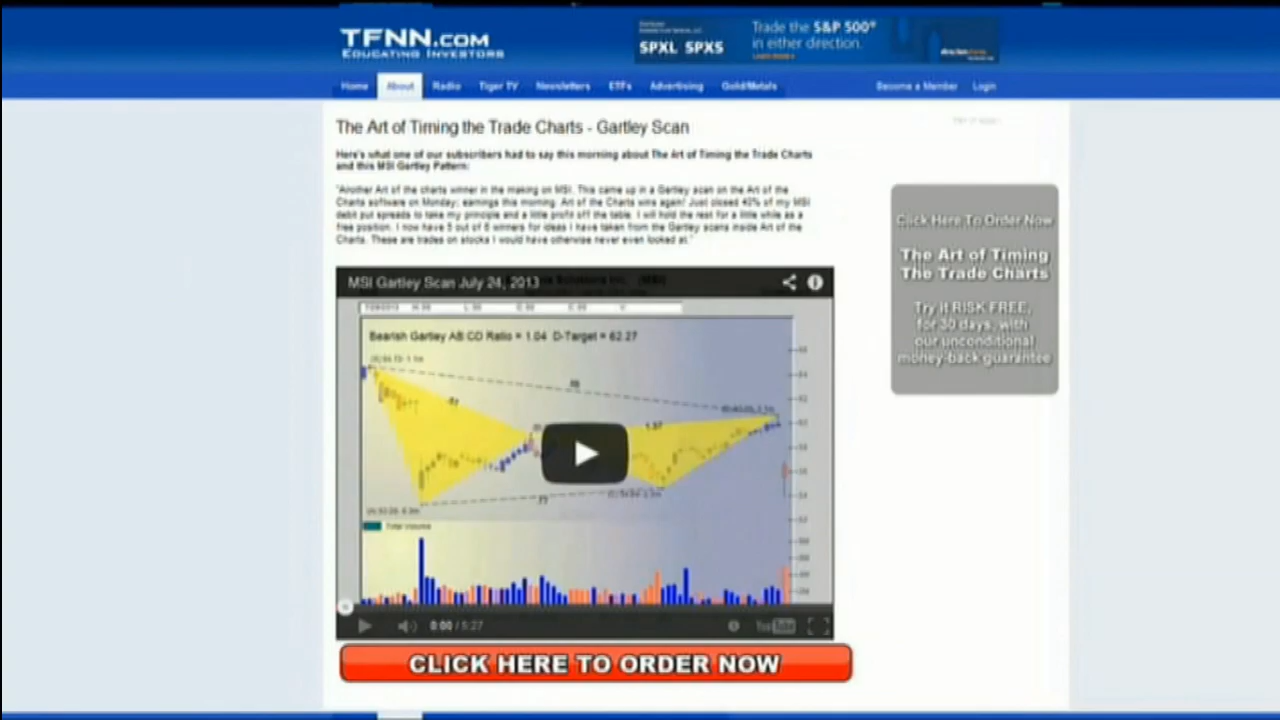 TFNN.COM
EDUCATING INVESTORS
SPXL SPXS
Trade the S&P 500®
in either direction.
Home About Radio Tiger TV Newsletters ETFs Advertising Gold/Metals Become a Member Login
The Art of Timing the Trade Charts - Gartley Scan
Here's what one of our subscribers had to say this morning about The Art of Timing the Trade Charts
and this MSI Gartley Pattern:
"Another Art of the charts winner in the making on MSI. This came up in a Gartley scan on the Art of the
Charts software on Monday; earnings this morning. Art of the Charts wins again! Just closed 40% of my MSI
debit put spreads to take my principle and a little profit off the table. I will hold the rest for a little while as a
free position. I now have 5 out of 6 winners for ideas I have taken from the Gartley scans inside Art of the
Charts. These are trades on stocks I would have otherwise never even looked at."
Click Here To Order Now
The Art of Timing
The Trade Charts
Try it RISK FREE,
for 30 days, with
our unconditional
money-back guarantee
MSI Gartley Scan July 24, 2013
Bearish Gartley AB CD Ratio = 1.04 D-Target = 62.27
1.37
Total Volume
0:00 / 5:27
YouTube
CLICK HERE TO ORDER NOW